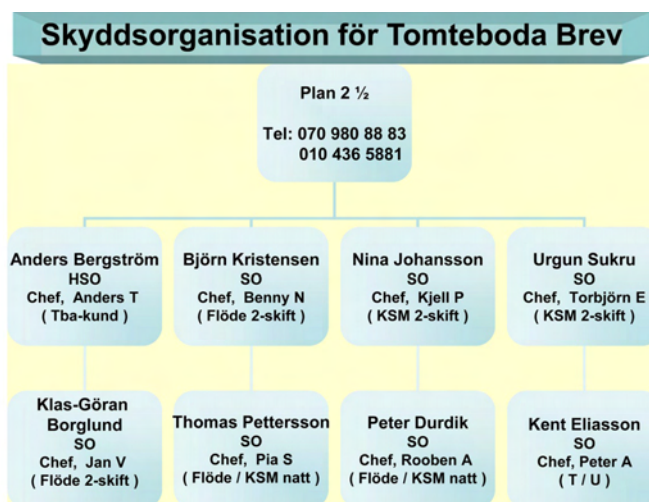 Skyddsorganisation för Tomteboda Brev
Plan 2 ½
Tel: 070 980 88 83
010 436 5881
Anders Bergström
HSO
Chef, Anders T
( Tba-kund )
Björn Kristensen
SO
Chef, Benny N
( Flöde 2-skift )
Nina Johansson
SO
Chef, Kjell P
( KSM 2-skift )
Urgun Sukru
SO
Chef, Torbjörn E
( KSM 2-skift )
Klas-Göran
Borglund
SO
Chef, Jan V
( Flöde 2-skift )
Thomas Pettersson
SO
Chef, Pia S
( Flöde / KSM natt )
Peter Durdik
SO
Chef, Rooben A
( Flöde / KSM natt )
Kent Eliasson
SO
Chef, Peter A
( T / U )